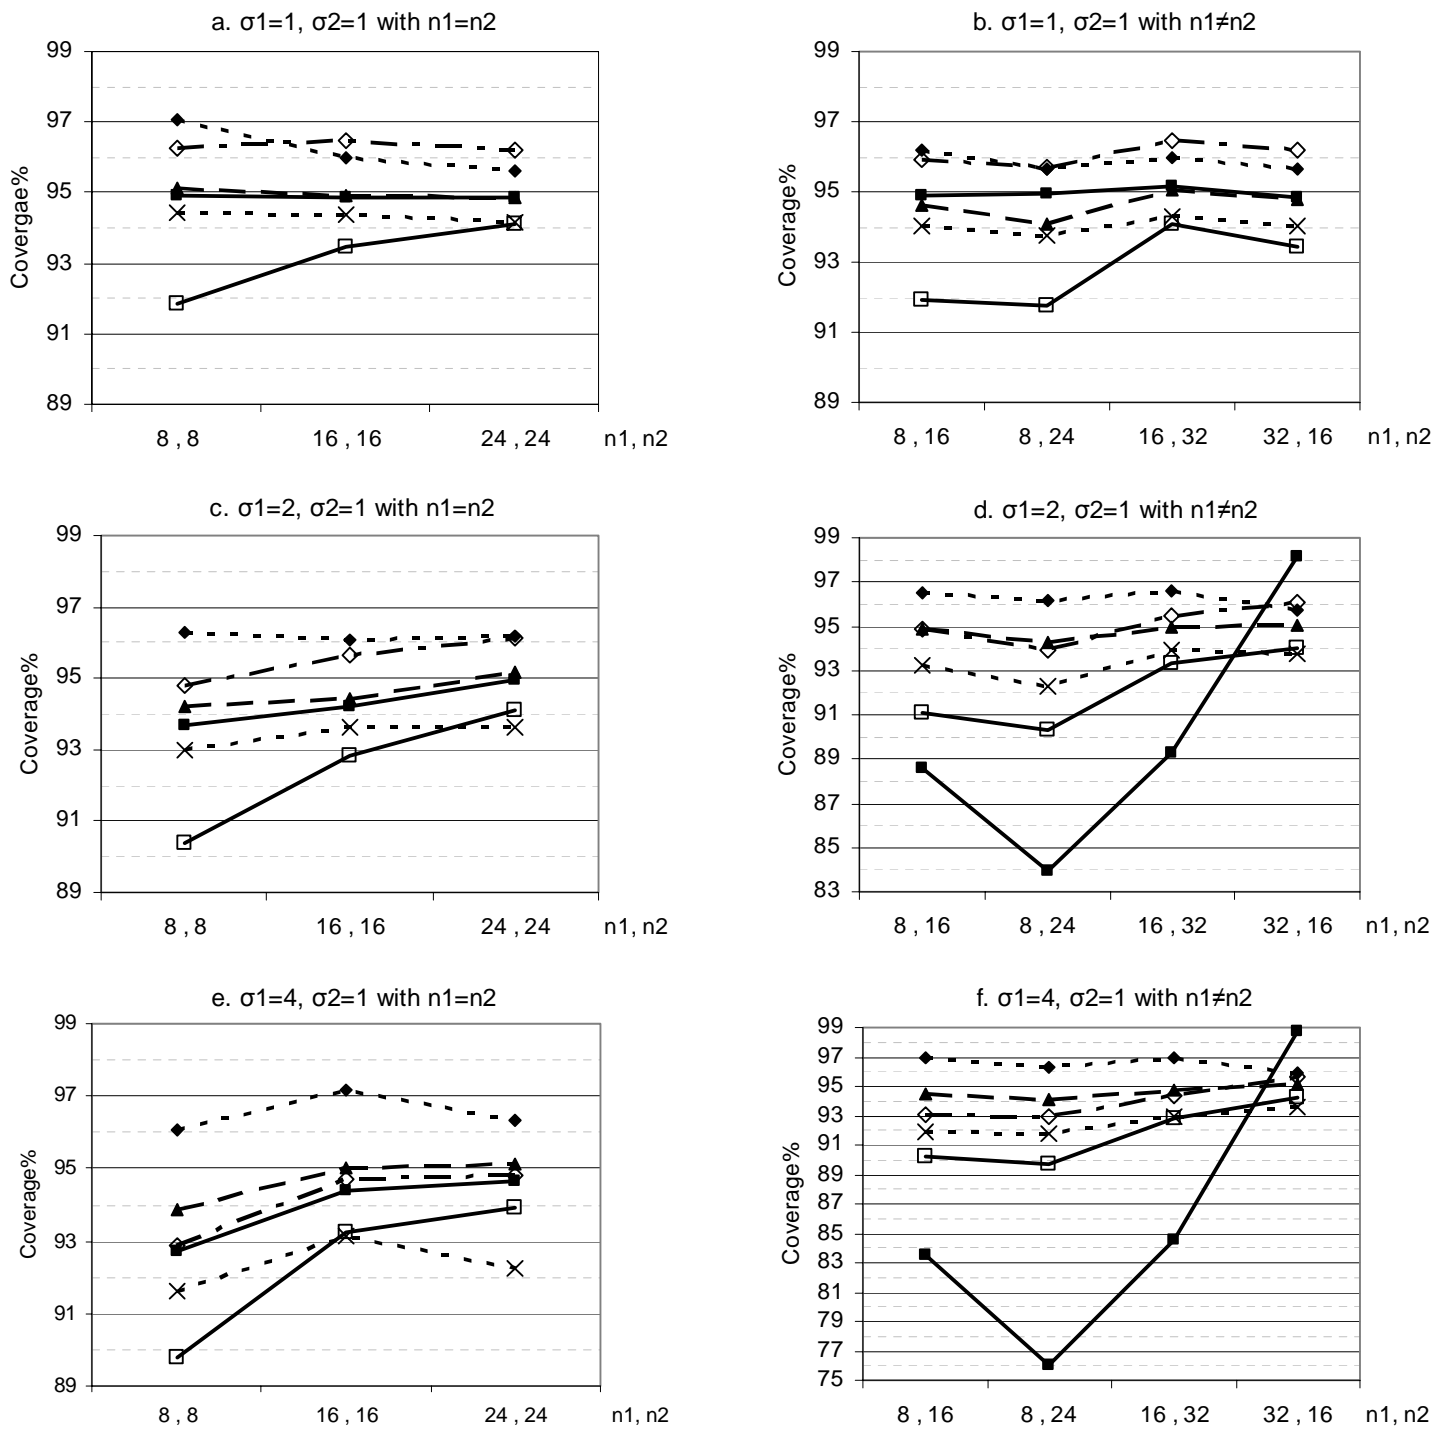 a. σ1=1, σ2=1 with n1=n2
99
97
95
93
91
89
Covergae%
8 , 8
16 , 16
24 , 24
n1, n2
b. σ1=1, σ2=1 with n1≠n2
99
97
95
93
91
89
Coverage%
8 , 16
8 , 24
16 , 32
32 , 16
n1, n2
c. σ1=2, σ2=1 with n1=n2
99
97
95
93
91
89
Coverage%
8 , 8
16 , 16
24 , 24
n1, n2
d. σ1=2, σ2=1 with n1≠n2
99
97
95
93
91
89
87
85
83
Coverage%
8 , 16
8 , 24
16 , 32
32 , 16
n1, n2
e. σ1=4, σ2=1 with n1=n2
99
97
95
93
91
89
Coverage%
8 , 8
16 , 16
24 , 24
n1, n2
f. σ1=4, σ2=1 with n1≠n2
99
97
95
93
91
89
87
85
83
81
79
77
75
Coverage%
8 , 16
8 , 24
16 , 32
32 , 16
n1, n2